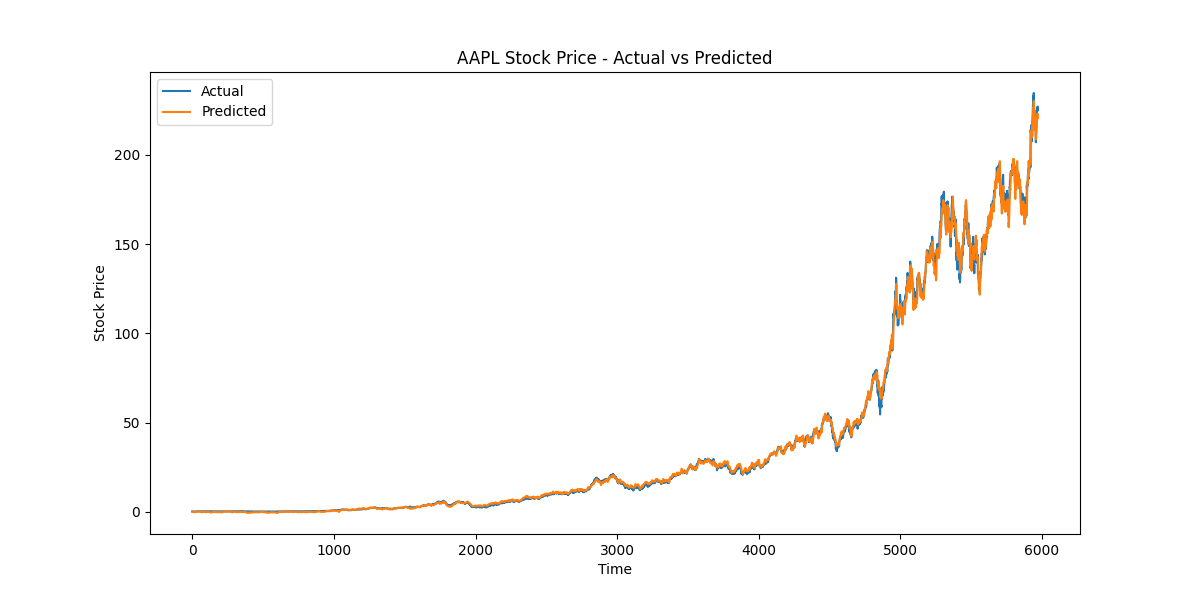 AAPL Stock Price - Actual vs Predicted
Actual
Predicted
200
150
100
50
0
Stock Price
0 1000 2000 3000 4000 5000 6000
Time